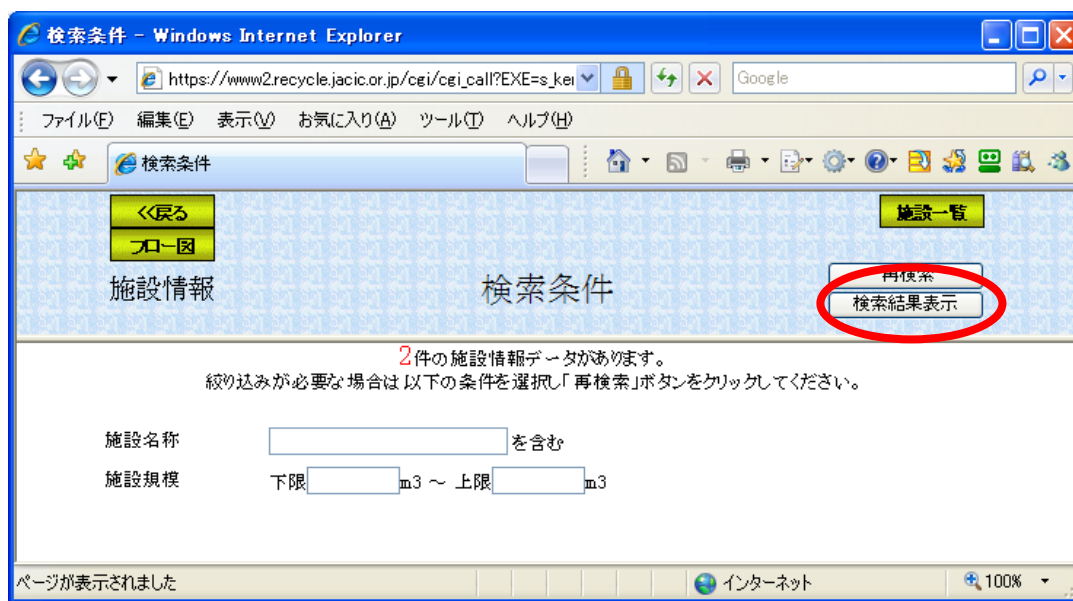 検索条件 - Windows Internet Explorer
https://www2.recycle.jacic.or.jp/cgi/cgi_call?EXE=s_kei
Google
ファイル(F) 編集(E) 表示(V) お気に入り(A) ツール(T) ヘルプ(H)
検索条件
<<戻る
施設一覧
フロー図
施設情報
検索条件
再検索
検索結果表示
2件の施設情報データがあります。
絞り込みが必要な場合は以下の条件を選択し「再検索」ボタンをクリックしてください。
施設名称 を含む
施設規模 下限 m3 ～ 上限 m3
ページが表示されました インターネット 100%